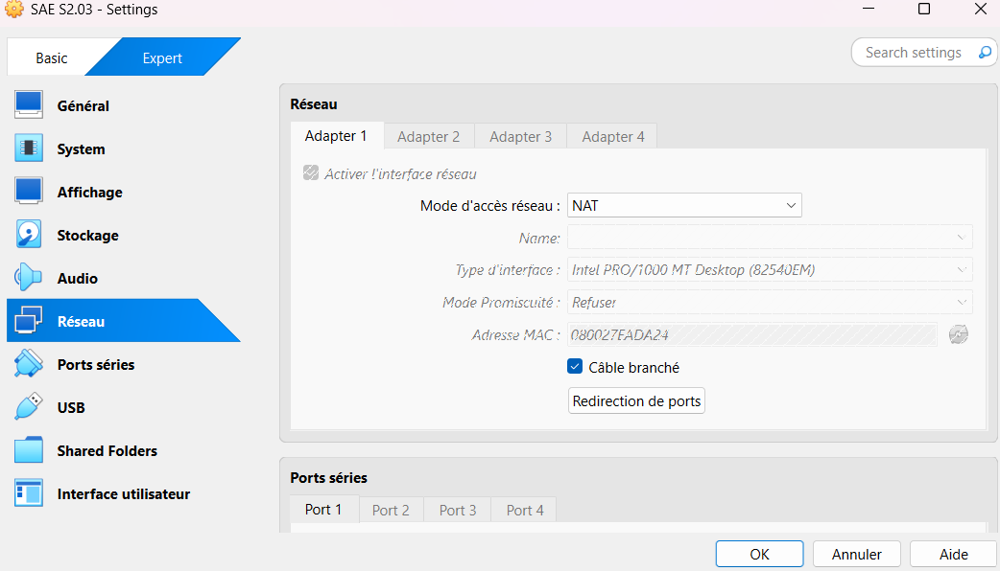 SAE S2.03 - Settings
Basic
Expert
Search settings
Général
System
Affichage
Stockage
Audio
Réseau
Ports séries
USB
Shared Folders
Interface utilisateur
Réseau
Adapter 1 Adapter 2 Adapter 3 Adapter 4
Activer l'interface réseau
Mode d'accès réseau : NAT
Name:
Type d'interface : Intel PRO/1000 MT Desktop (82540EM)
Mode Promiscuité : Refuser
Adresse MAC : 080027EADA24
Câble branché
Redirection de ports
Ports séries
Port 1 Port 2 Port 3 Port 4
OK Annuler Aide